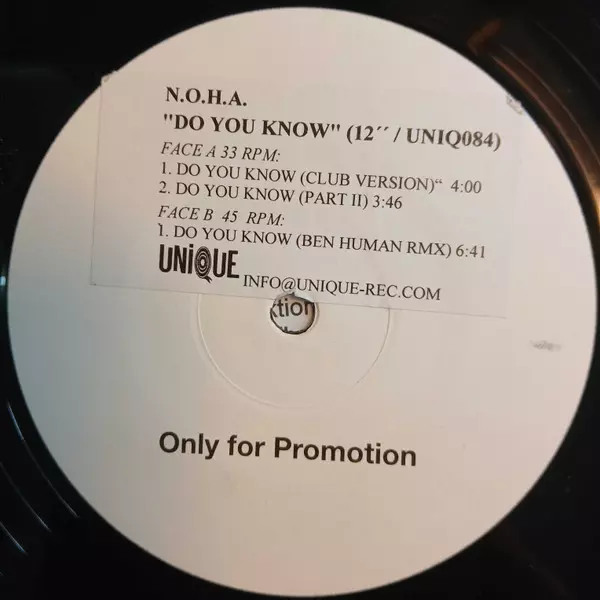 N.O.H.A.
"DO YOU KNOW" (12´´ / UNIQ084)
FACE A 33 RPM:
1. DO YOU KNOW (CLUB VERSION)“ 4:00
2. DO YOU KNOW (PART II) 3:46
FACE B 45 RPM:
1. DO YOU KNOW (BEN HUMAN RMX) 6:41
UNiQUE
INFO@UNIQUE-REC.COM
ktion
Only for Promotion